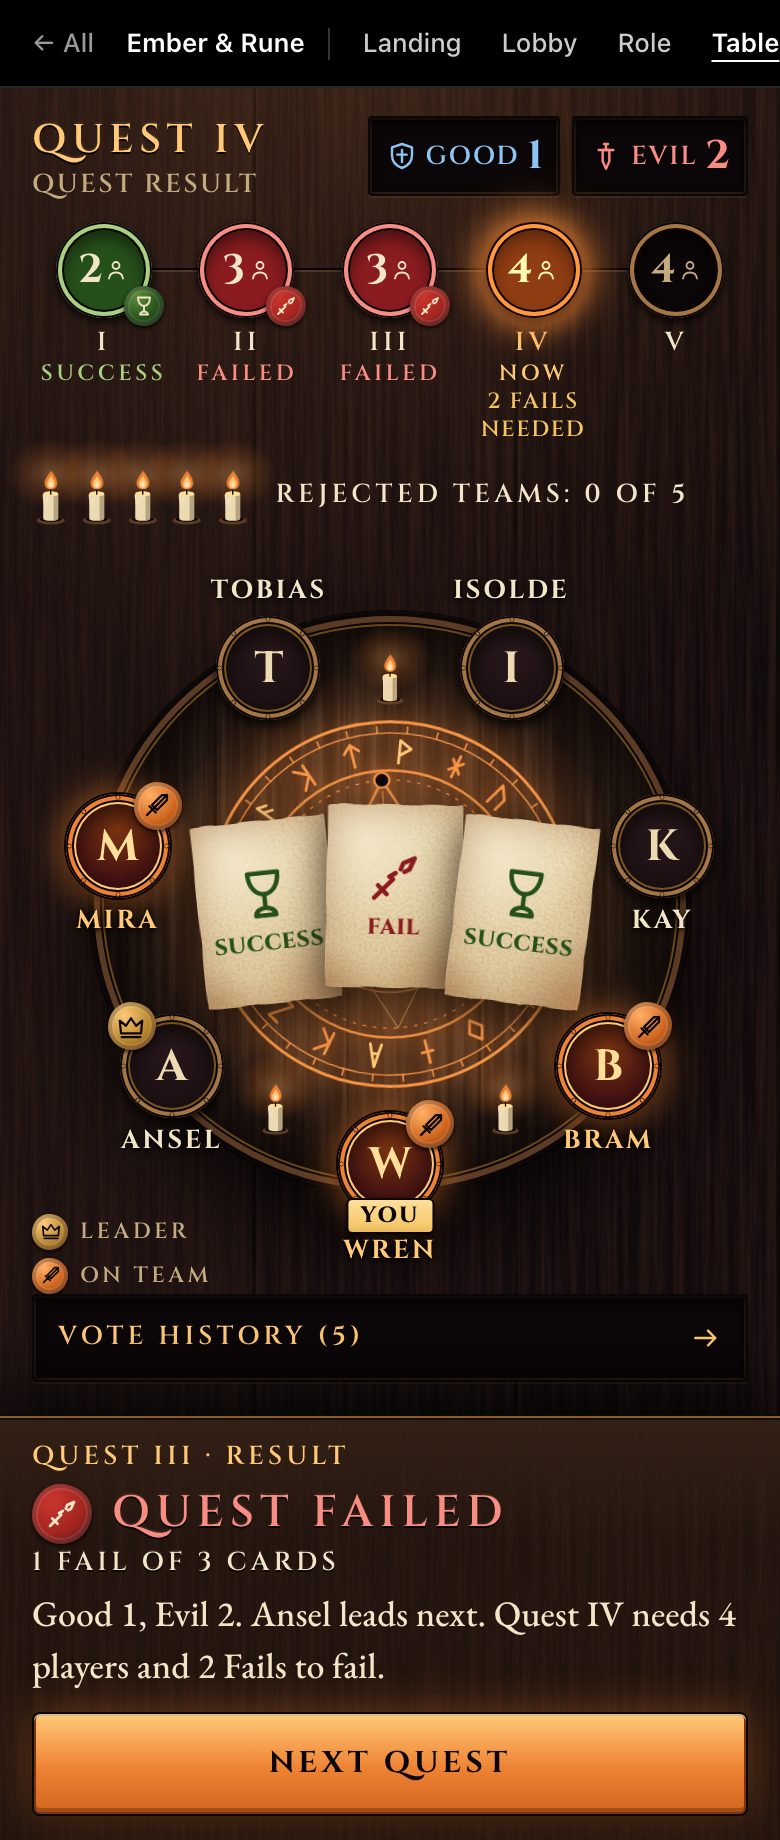 ← All Ember & Rune Landing Lobby Role Table
QUEST IV
QUEST RESULT
GOOD 1
EVIL 2
2 3 3 4 4
I II III IV V
SUCCESS FAILED FAILED NOW
2 FAILS
NEEDED
REJECTED TEAMS: 0 OF 5
TOBIAS ISOLDE
T I
M K
MIRA KAY
SUCCESS FAIL SUCCESS
A B
ANSEL BRAM
W
YOU
WREN
LEADER
ON TEAM
VOTE HISTORY (5) →
QUEST III · RESULT
QUEST FAILED
1 FAIL OF 3 CARDS
Good 1, Evil 2. Ansel leads next. Quest IV needs 4
players and 2 Fails to fail.
NEXT QUEST